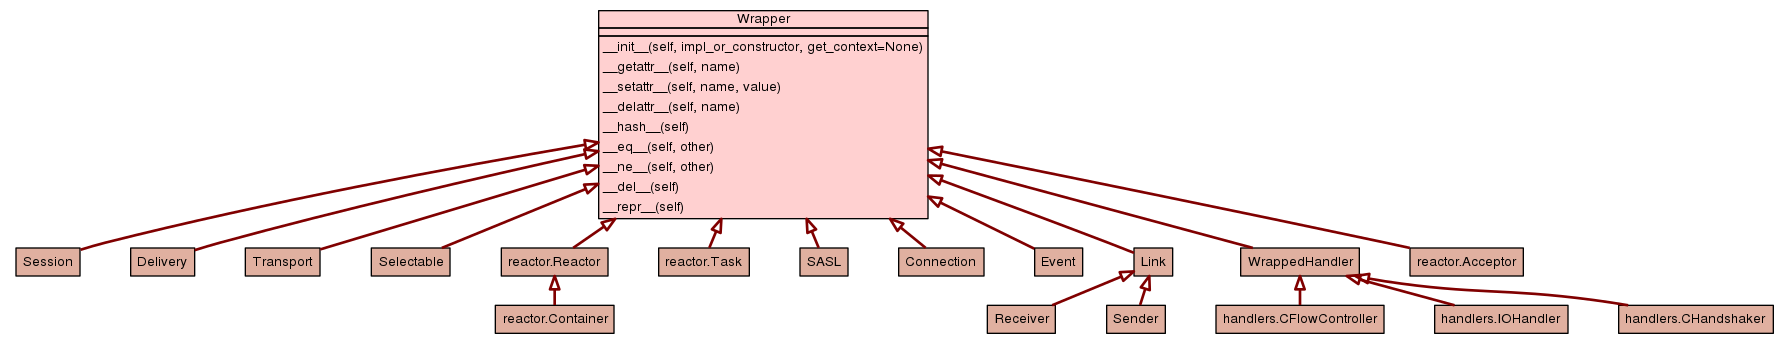 Wrapper
__init__(self, impl_or_constructor, get_context=None)
__getattr__(self, name)
__setattr__(self, name, value)
__delattr__(self, name)
__hash__(self)
__eq__(self, other)
__ne__(self, other)
__del__(self)
__repr__(self)
Session
Delivery
Transport
Selectable
reactor.Reactor
reactor.Task
SASL
Connection
Event
Link
WrappedHandler
reactor.Acceptor
reactor.Container
Receiver
Sender
handlers.CFlowController
handlers.IOHandler
handlers.CHandshaker